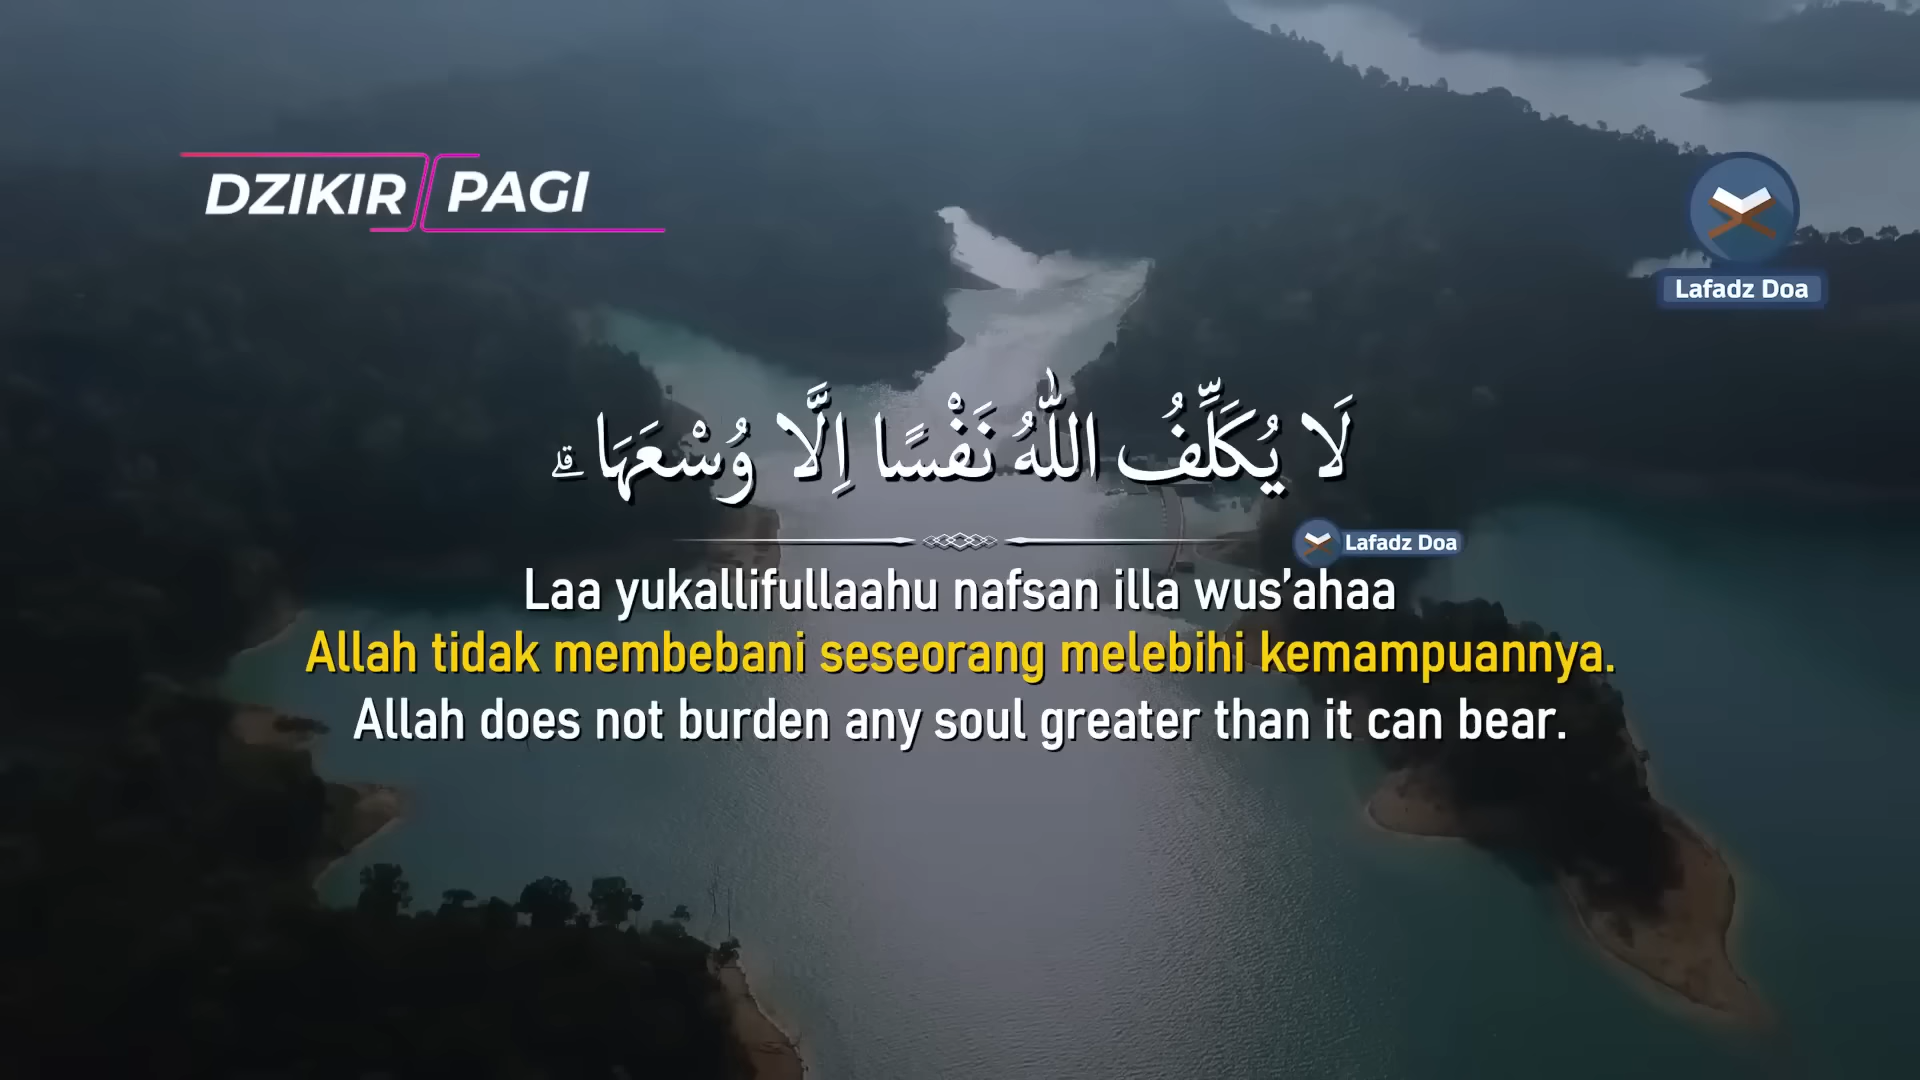 DZIKIR PAGI
Lafadz Doa
لَا يُكَلِّفُ اللّٰهُ نَفْسًا اِلَّا وُسْعَهَا ۗ
Lafadz Doa
Laa yukallifullaahu nafsan illa wus’ahaa
Allah tidak membebani seseorang melebihi kemampuannya.
Allah does not burden any soul greater than it can bear.